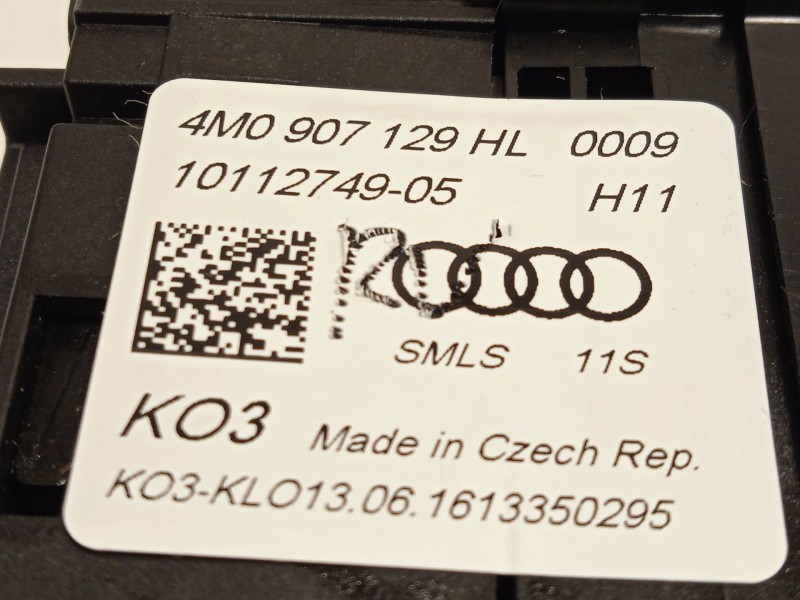 4M0 907 129 HL 0009
10112749-05 H11
SMLS 11S
KO3
Made in Czech Rep.
KO3-KLO13.06.1613350295